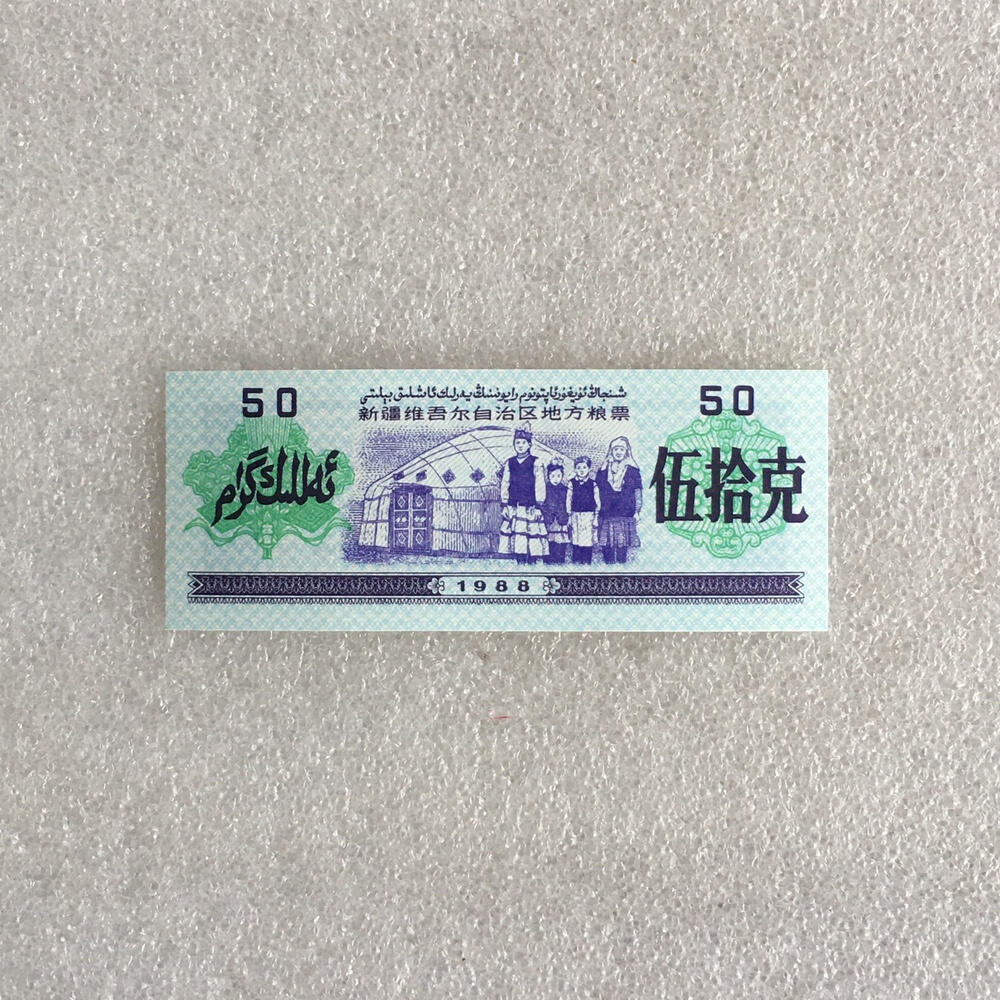 50
50
شىنجاڭ ئۇيغۇر ئاپتونوم رايونىنىڭ يەرلىك ئاشلىق بېلىتى
新疆维吾尔自治区地方粮票
ئەللىك گرام
伍拾克
1988